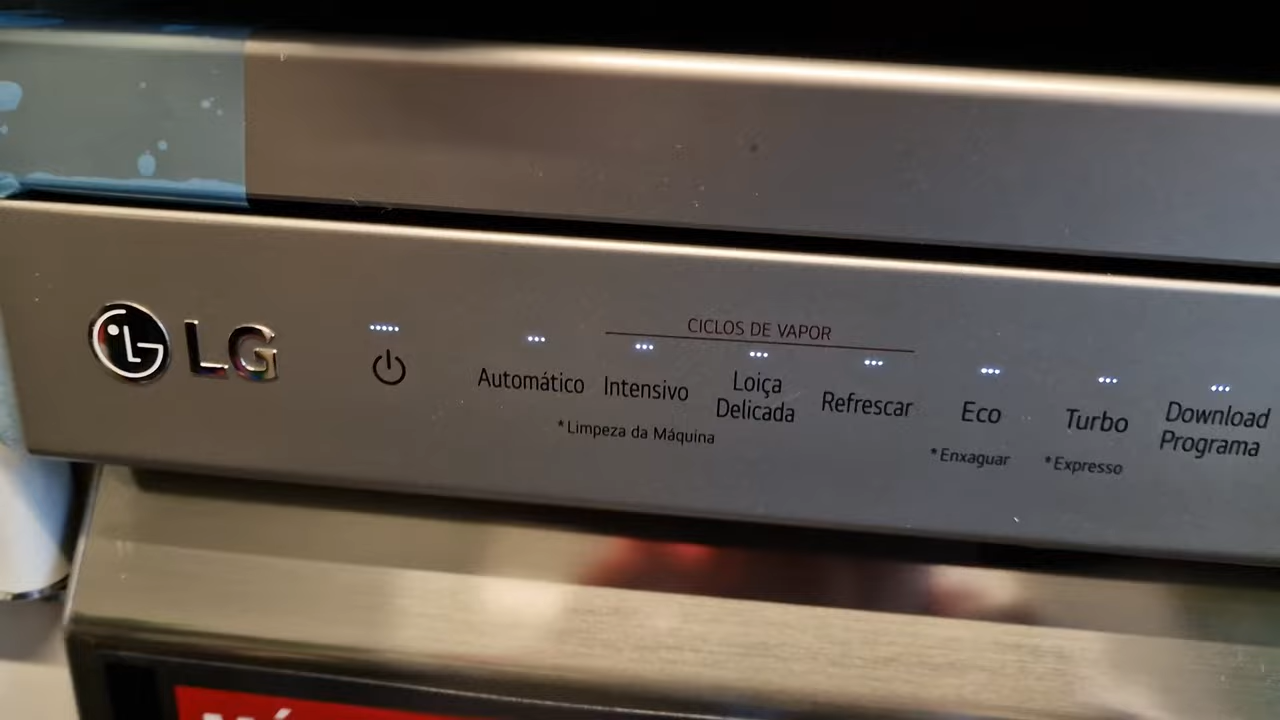 LG
CICLOS DE VAPOR
Automático
Intensivo
Loiça
Delicada
Refrescar
Eco
Turbo
Download
Programa
*Limpeza da Máquina
*Enxaguar
*Expresso